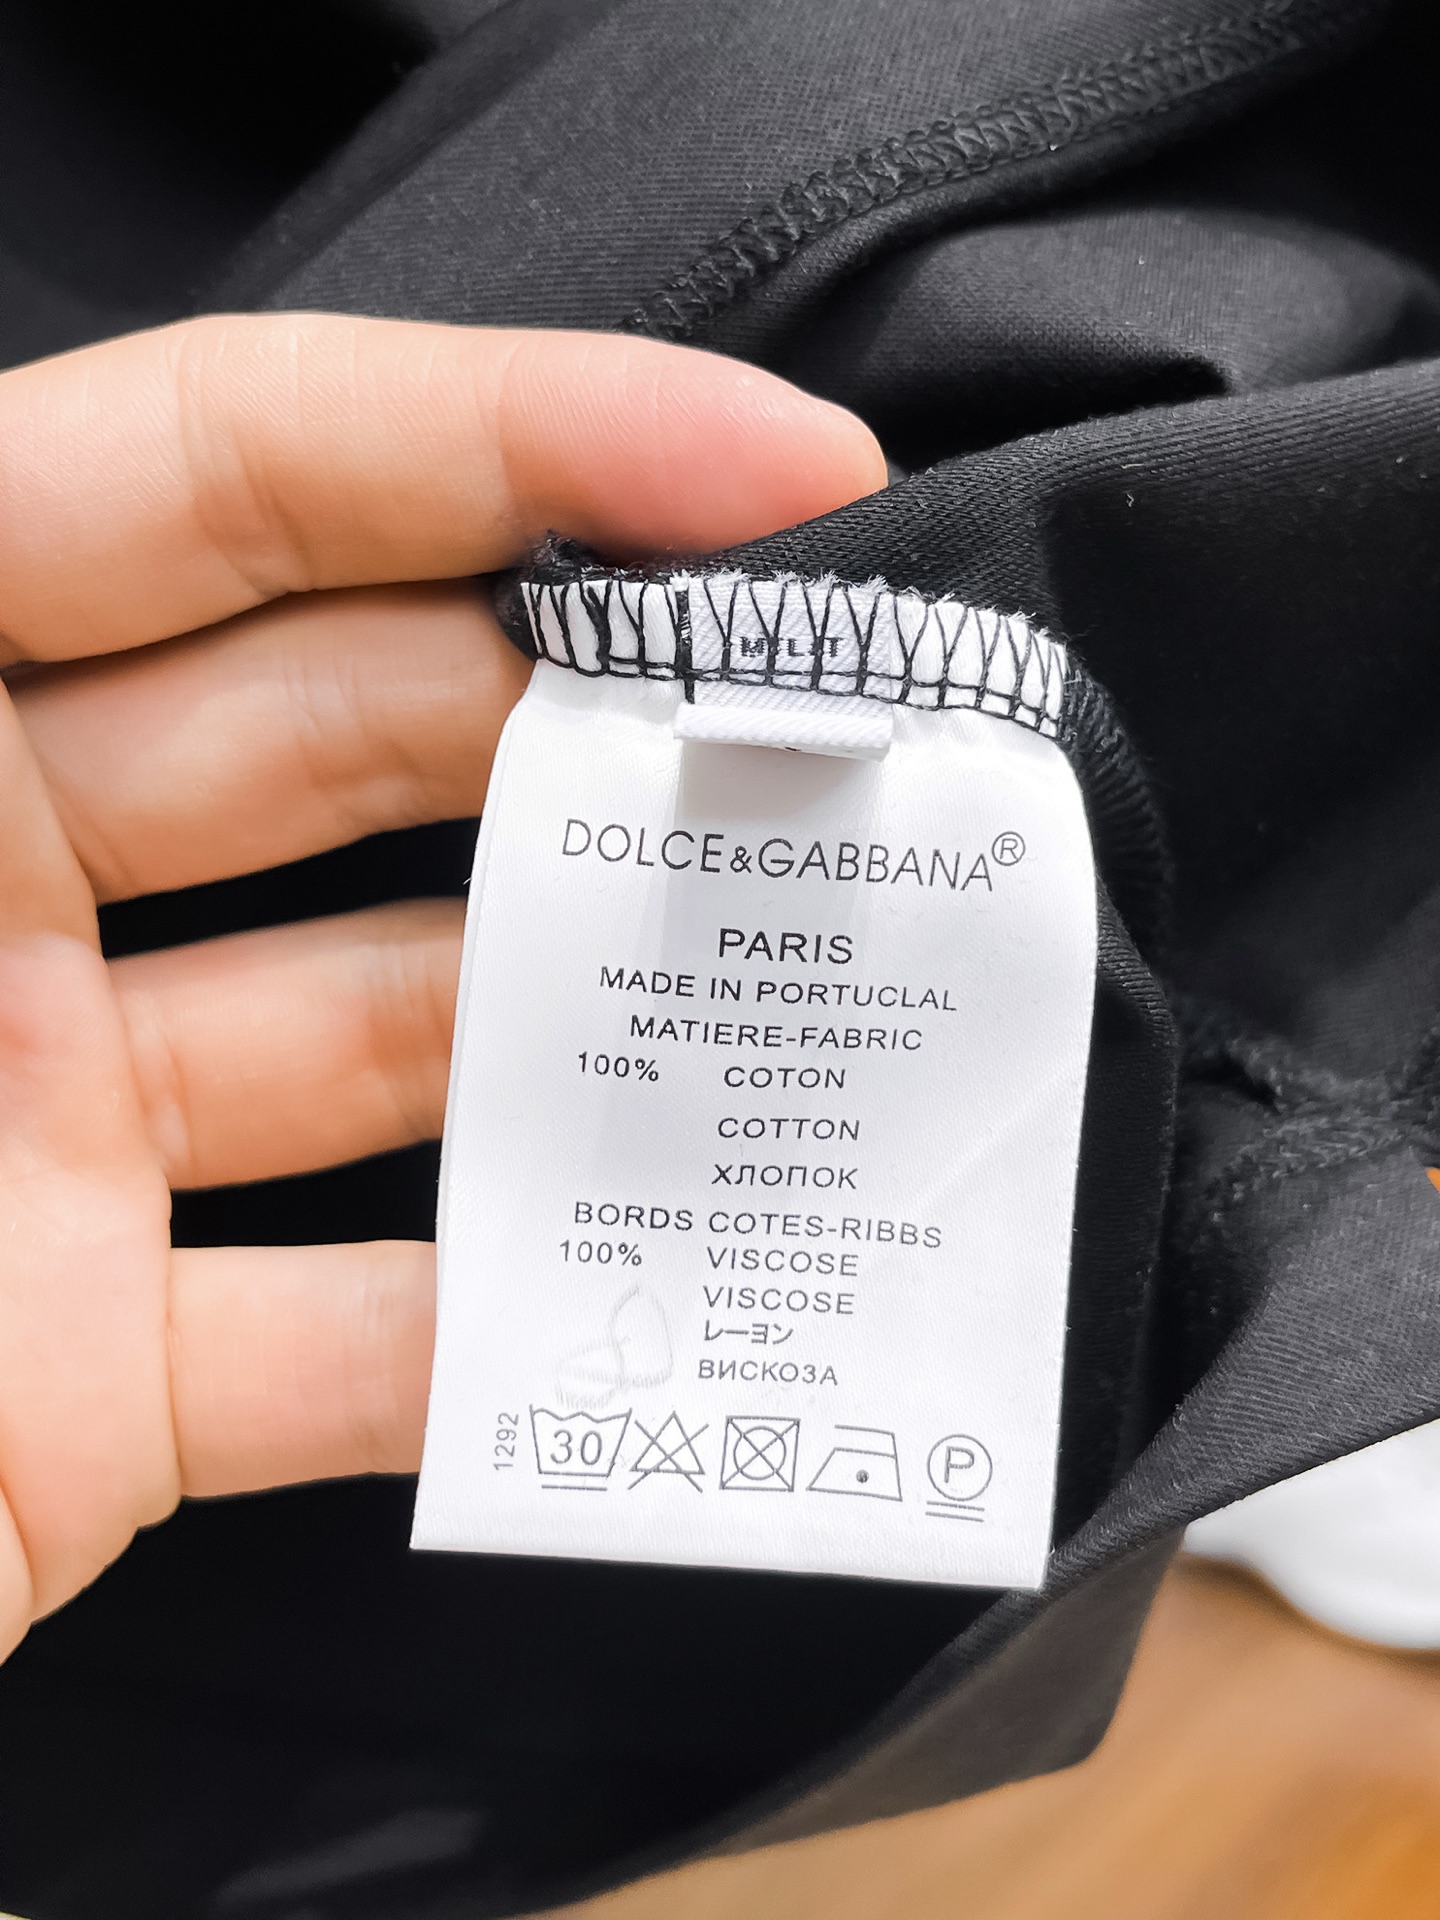 DOLCE&GABBANA®
PARIS
MADE IN PORTUCLAL
MATIERE-FABRIC
100% COTON
COTTON
ХЛОПОК
BORDS COTES-RIBBS
100% VISCOSE
VISCOSE
レーヨン
ВИСКОЗА
1292
30
P